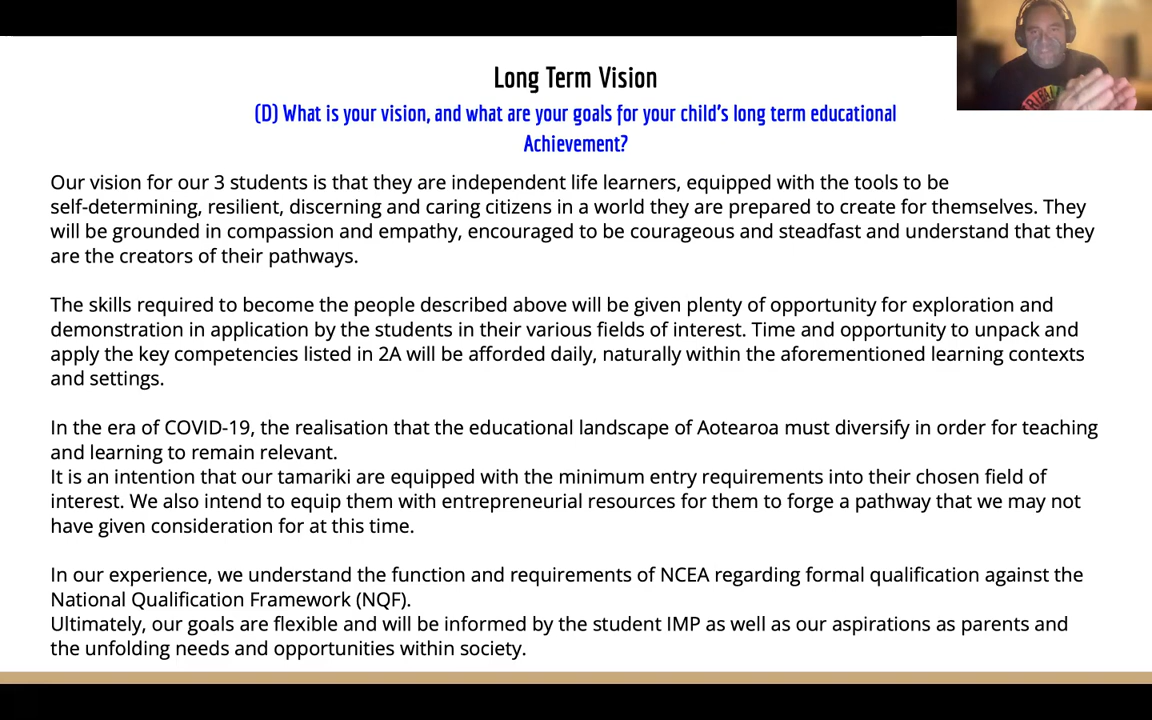 Long Term Vision
(D) What is your vision, and what are your goals for your child's long term educational
Achievement?
Our vision for our 3 students is that they are independent life learners, equipped with the tools to be
self-determining, resilient, discerning and caring citizens in a world they are prepared to create for themselves. They
will be grounded in compassion and empathy, encouraged to be courageous and steadfast and understand that they
are the creators of their pathways.
The skills required to become the people described above will be given plenty of opportunity for exploration and
demonstration in application by the students in their various fields of interest. Time and opportunity to unpack and
apply the key competencies listed in 2A will be afforded daily, naturally within the aforementioned learning contexts
and settings.
In the era of COVID-19, the realisation that the educational landscape of Aotearoa must diversify in order for teaching
and learning to remain relevant.
It is an intention that our tamariki are equipped with the minimum entry requirements into their chosen field of
interest. We also intend to equip them with entrepreneurial resources for them to forge a pathway that we may not
have given consideration for at this time.
In our experience, we understand the function and requirements of NCEA regarding formal qualification against the
National Qualification Framework (NQF).
Ultimately, our goals are flexible and will be informed by the student IMP as well as our aspirations as parents and
the unfolding needs and opportunities within society.